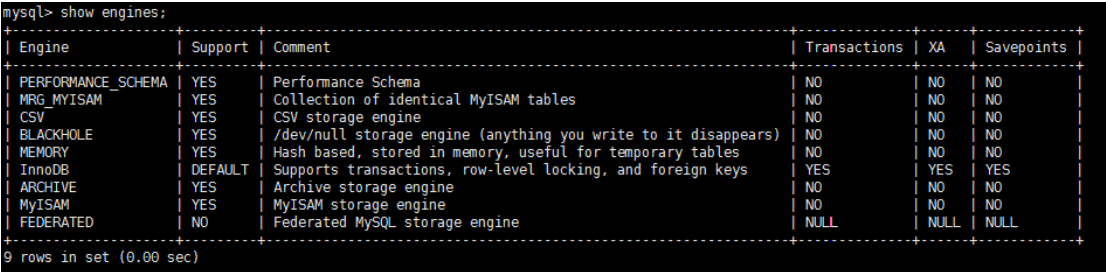 mysql> show engines;
+--------------------+---------+----------------------------------------------------------------+--------------+------+------------+
| Engine             | Support | Comment                                                        | Transactions | XA   | Savepoints |
+--------------------+---------+----------------------------------------------------------------+--------------+------+------------+
| PERFORMANCE_SCHEMA | YES     | Performance Schema                                             | NO           | NO   | NO         |
| MRG_MYISAM         | YES     | Collection of identical MyISAM tables                          | NO           | NO   | NO         |
| CSV                | YES     | CSV storage engine                                             | NO           | NO   | NO         |
| BLACKHOLE          | YES     | /dev/null storage engine (anything you write to it disappears) | NO           | NO   | NO         |
| MEMORY             | YES     | Hash based, stored in memory, useful for temporary tables      | NO           | NO   | NO         |
| InnoDB             | DEFAULT | Supports transactions, row-level locking, and foreign keys     | YES          | YES  | YES        |
| ARCHIVE            | YES     | Archive storage engine                                         | NO           | NO   | NO         |
| MyISAM             | YES     | MyISAM storage engine                                          | NO           | NO   | NO         |
| FEDERATED          | NO      | Federated MySQL storage engine                                 | NULL         | NULL | NULL       |
+--------------------+---------+----------------------------------------------------------------+--------------+------+------------+
9 rows in set (0.00 sec)